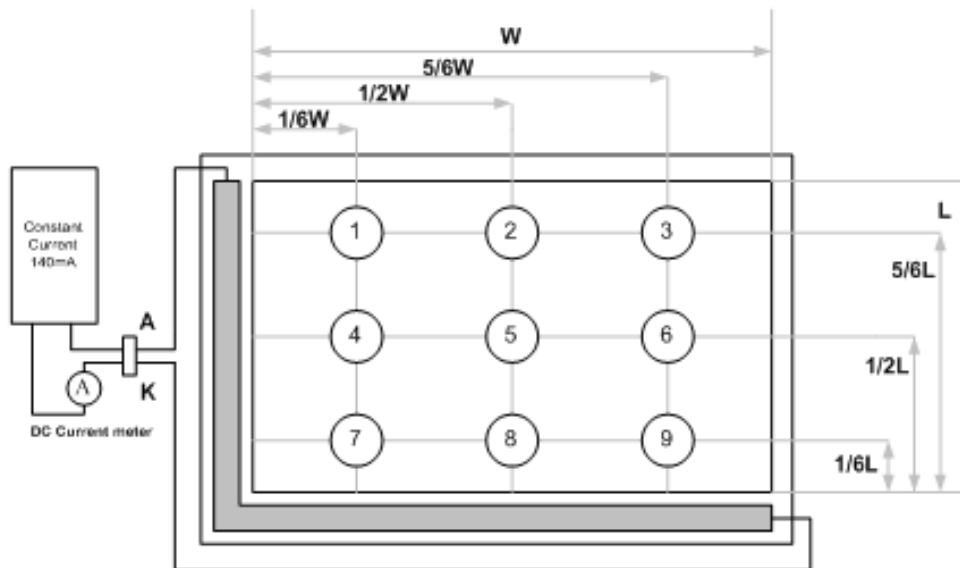 W
5/6W
1/2W
1/6W
Constant
Current
140mA
A
K
A
DC Current meter
1
2
3
4
5
6
7
8
9
L
5/6L
1/2L
1/6L